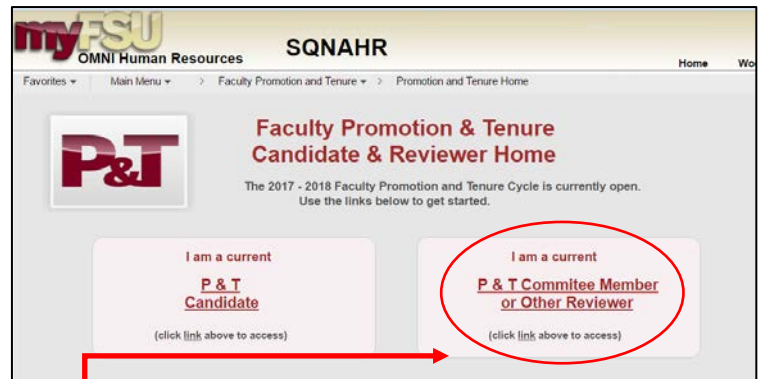 myFSU
OMNI Human Resources
SQNAHR
Home
Wo
Favorites Main Menu > Faculty Promotion and Tenure > Promotion and Tenure Home
P&T
Faculty Promotion & Tenure
Candidate & Reviewer Home
The 2017 - 2018 Faculty Promotion and Tenure Cycle is currently open.
Use the links below to get started.
I am a current
P & T
Candidate
(click link above to access)
I am a current
P & T Commitee Member
or Other Reviewer
(click link above to access)